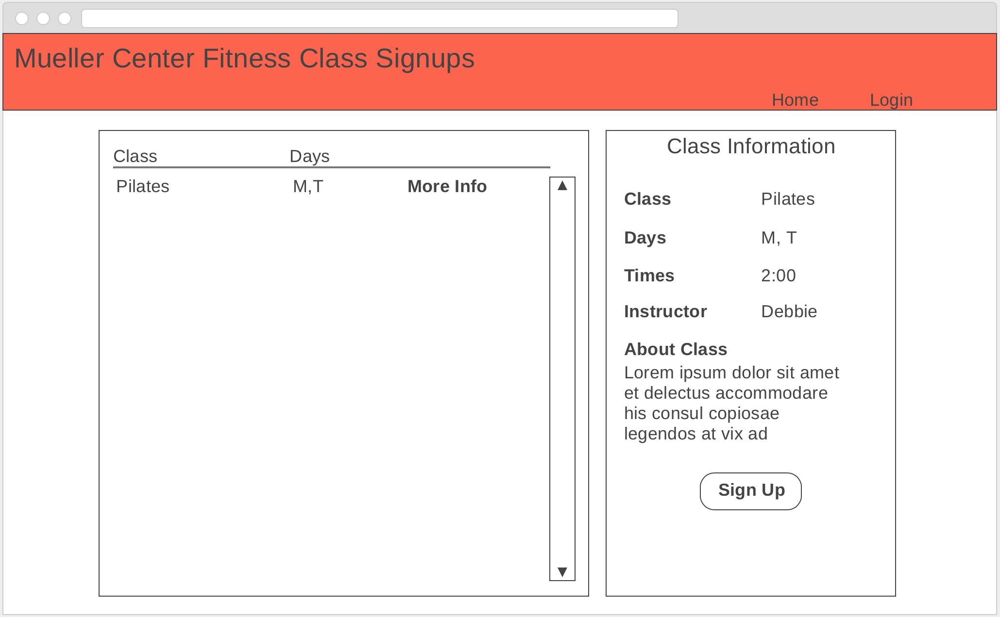 Mueller Center Fitness Class Signups
Home Login
Class Days
Pilates M,T More Info
Class Information
Class Pilates
Days M, T
Times 2:00
Instructor Debbie
About Class
Lorem ipsum dolor sit amet
et delectus accommodare
his consul copiosae
legendos at vix ad
Sign Up